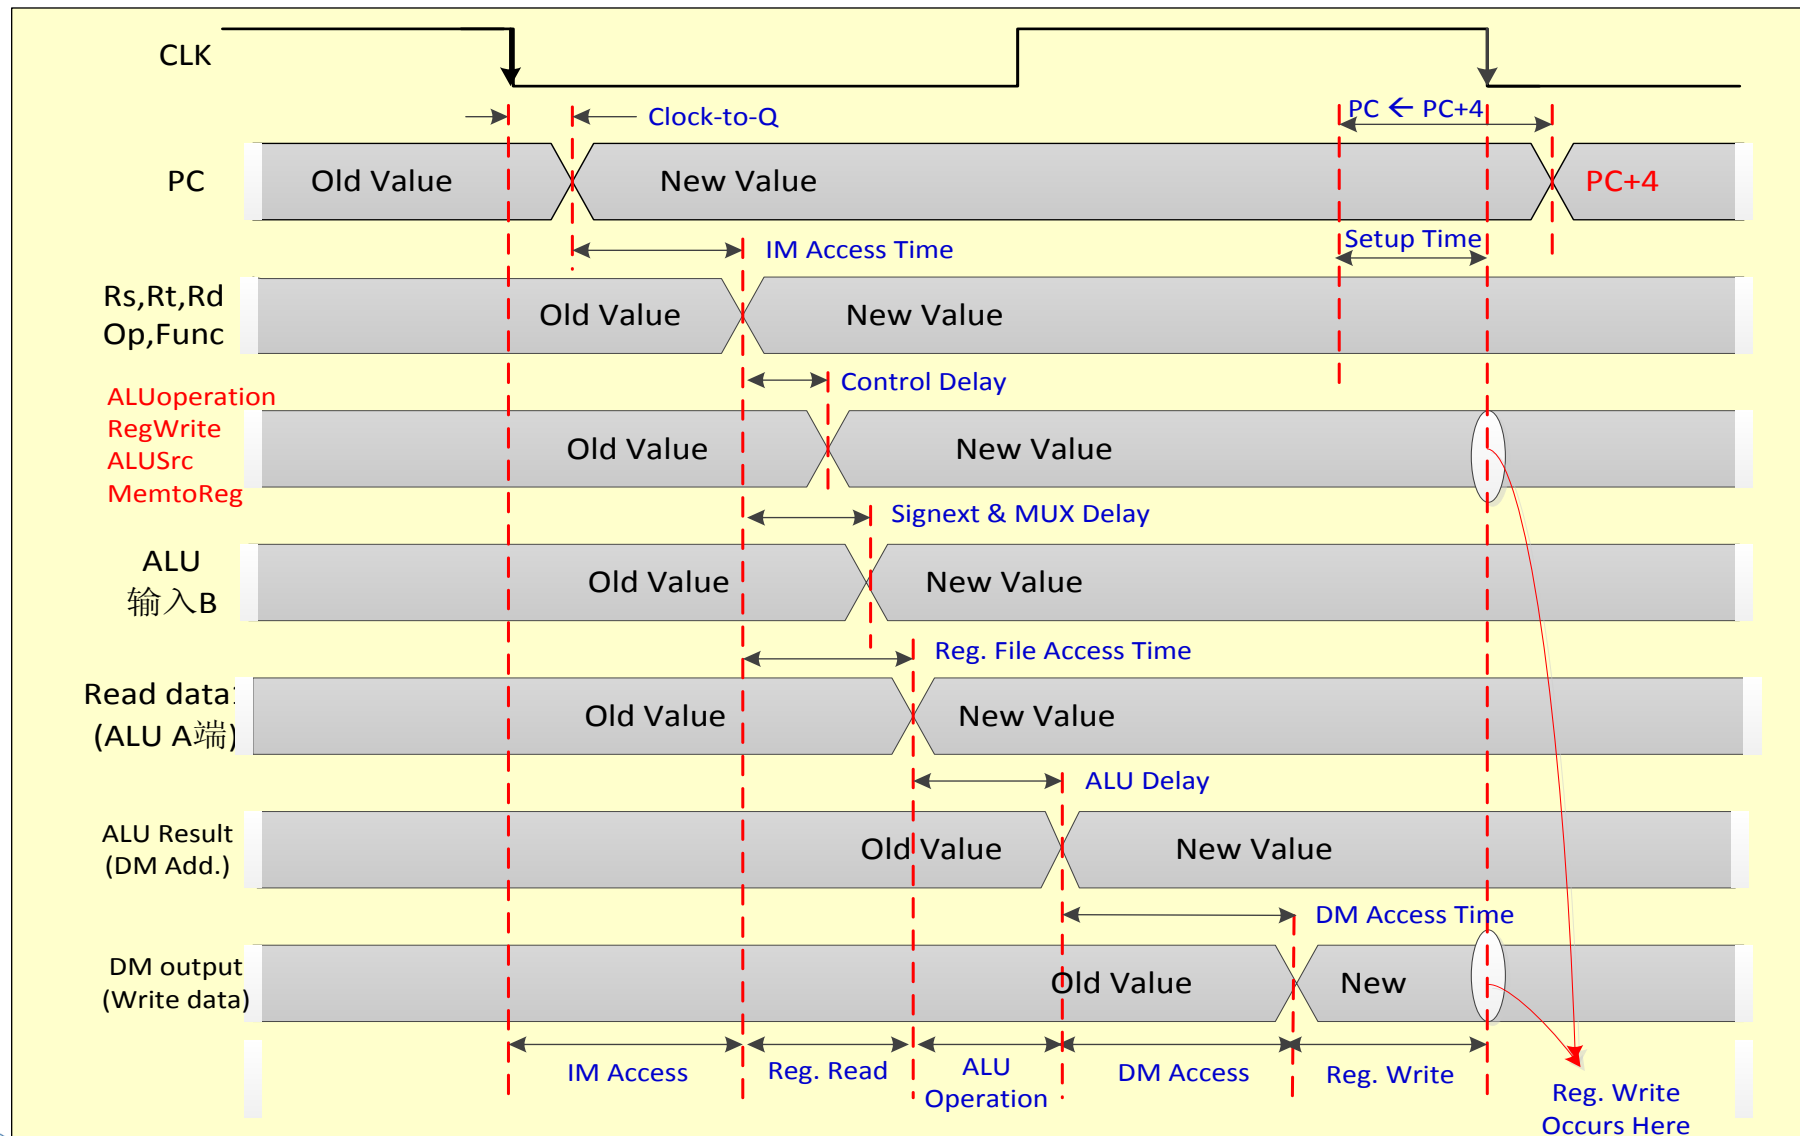 CLK
Clock-to-Q
PC ← PC+4
PC
Old Value
New Value
PC+4
IM Access Time
Setup Time
Rs,Rt,Rd
Op,Func
Old Value
New Value
Control Delay
ALUoperation
RegWrite
ALUSrc
MemtoReg
Old Value
New Value
Signext & MUX Delay
ALU
输入B
Old Value
New Value
Reg. File Access Time
Read data
(ALU A端)
Old Value
New Value
ALU Delay
ALU Result
(DM Add.)
Old Value
New Value
DM Access Time
DM output
(Write data)
Old Value
New
IM Access
Reg. Read
ALU
Operation
DM Access
Reg. Write
Reg. Write
Occurs Here